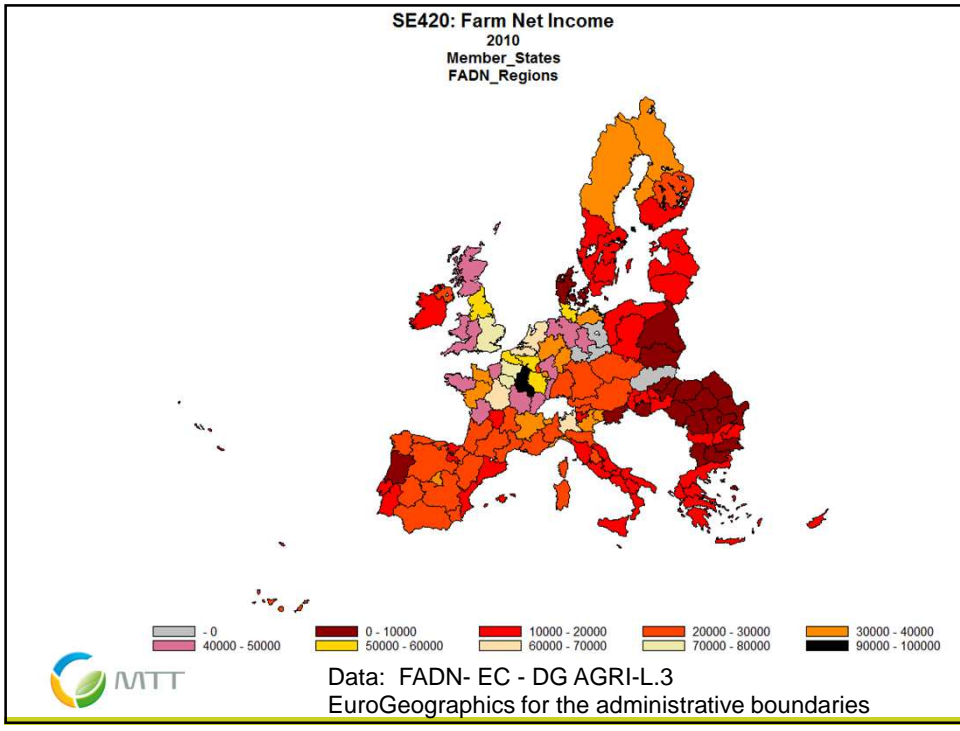 SE420: Farm Net Income
2010
Member_States
FADN_Regions
- 0
0 - 10000
10000 - 20000
20000 - 30000
30000 - 40000
40000 - 50000
50000 - 60000
60000 - 70000
70000 - 80000
90000 - 100000
MTT
Data: FADN- EC - DG AGRI-L.3
EuroGeographics for the administrative boundaries